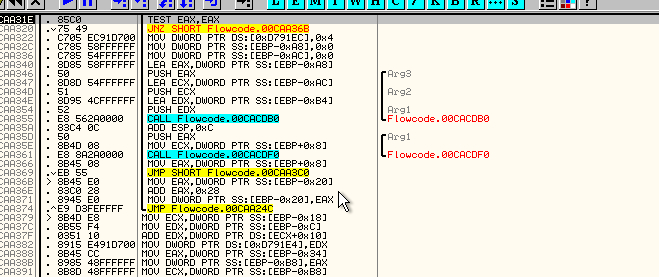 L E M T W H C / K B R ... S
00CAA31E . 85C0 TEST EAX,EAX
CAA320 .v75 49 JNZ SHORT Flowcode.00CAA36B
CAA322 . C705 EC91D700 MOV DWORD PTR DS:[0xD791EC],0x4
CAA32C . C785 58FFFFFF MOV DWORD PTR SS:[EBP-0xA8],0x0
CAA336 . C785 54FFFFFF MOV DWORD PTR SS:[EBP-0xAC],0x0
CAA340 . 8D85 58FFFFFF LEA EAX,DWORD PTR SS:[EBP-0xA8]
CAA346 . 50 PUSH EAX Arg3
CAA347 . 8D8D 54FFFFFF LEA ECX,DWORD PTR SS:[EBP-0xAC]
CAA34D . 51 PUSH ECX Arg2
CAA34E . 8D95 4CFFFFFF LEA EDX,DWORD PTR SS:[EBP-0xB4]
CAA354 . 52 PUSH EDX Arg1
CAA355 . E8 562A0000 CALL Flowcode.00CACDB0 Flowcode.00CACDB0
CAA35A . 83C4 0C ADD ESP,0xC
CAA35D . 50 PUSH EAX Arg1
CAA35E . 8B4D 08 MOV ECX,DWORD PTR SS:[EBP+0x8]
CAA361 . E8 8A2A0000 CALL Flowcode.00CACDF0 Flowcode.00CACDF0
CAA366 . 8B45 08 MOV EAX,DWORD PTR SS:[EBP+0x8]
CAA369 .vEB 55 JMP SHORT Flowcode.00CAA3C0
CAA36B > 8B45 E0 MOV EAX,DWORD PTR SS:[EBP-0x20]
CAA36E . 83C0 28 ADD EAX,0x28
CAA371 . 8945 E0 MOV DWORD PTR SS:[EBP-0x20],EAX
CAA374 .^E9 D3FEFFFF JMP Flowcode.00CAA24C
CAA379 > 8B4D E8 MOV ECX,DWORD PTR SS:[EBP-0x18]
CAA37C . 8B55 F4 MOV EDX,DWORD PTR SS:[EBP-0xC]
CAA37F . 0351 10 ADD EDX,DWORD PTR DS:[ECX+0x10]
CAA382 . 8915 E491D700 MOV DWORD PTR DS:[0xD791E4],EDX
CAA388 . 8B45 CC MOV EAX,DWORD PTR SS:[EBP-0x34]
CAA38B . 8985 48FFFFFF MOV DWORD PTR SS:[EBP-0xB8],EAX
CAA391 . 8B8D 48FFFFFF MOV ECX,DWORD PTR SS:[EBP-0xB8]